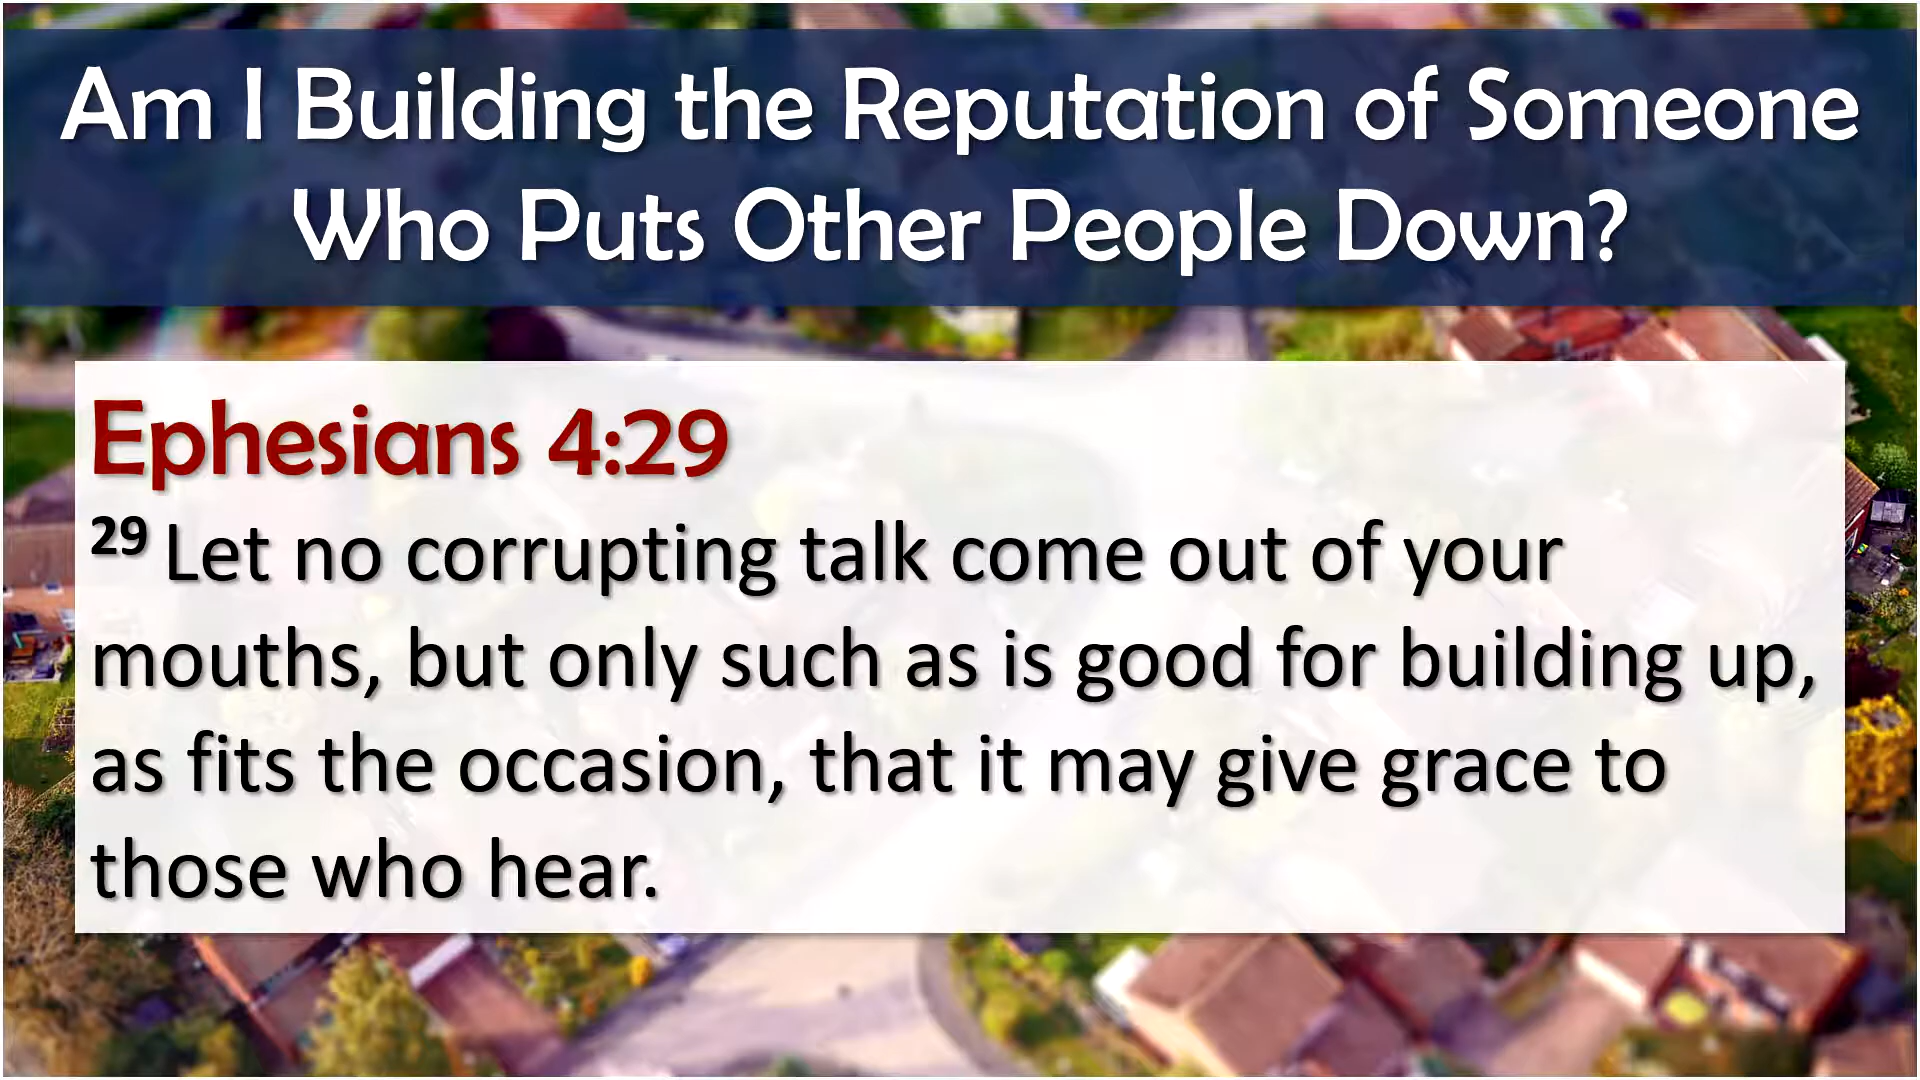 Am I Building the Reputation of Someone
Who Puts Other People Down?
Ephesians 4:29
29 Let no corrupting talk come out of your
mouths, but only such as is good for building up,
as fits the occasion, that it may give grace to
those who hear.